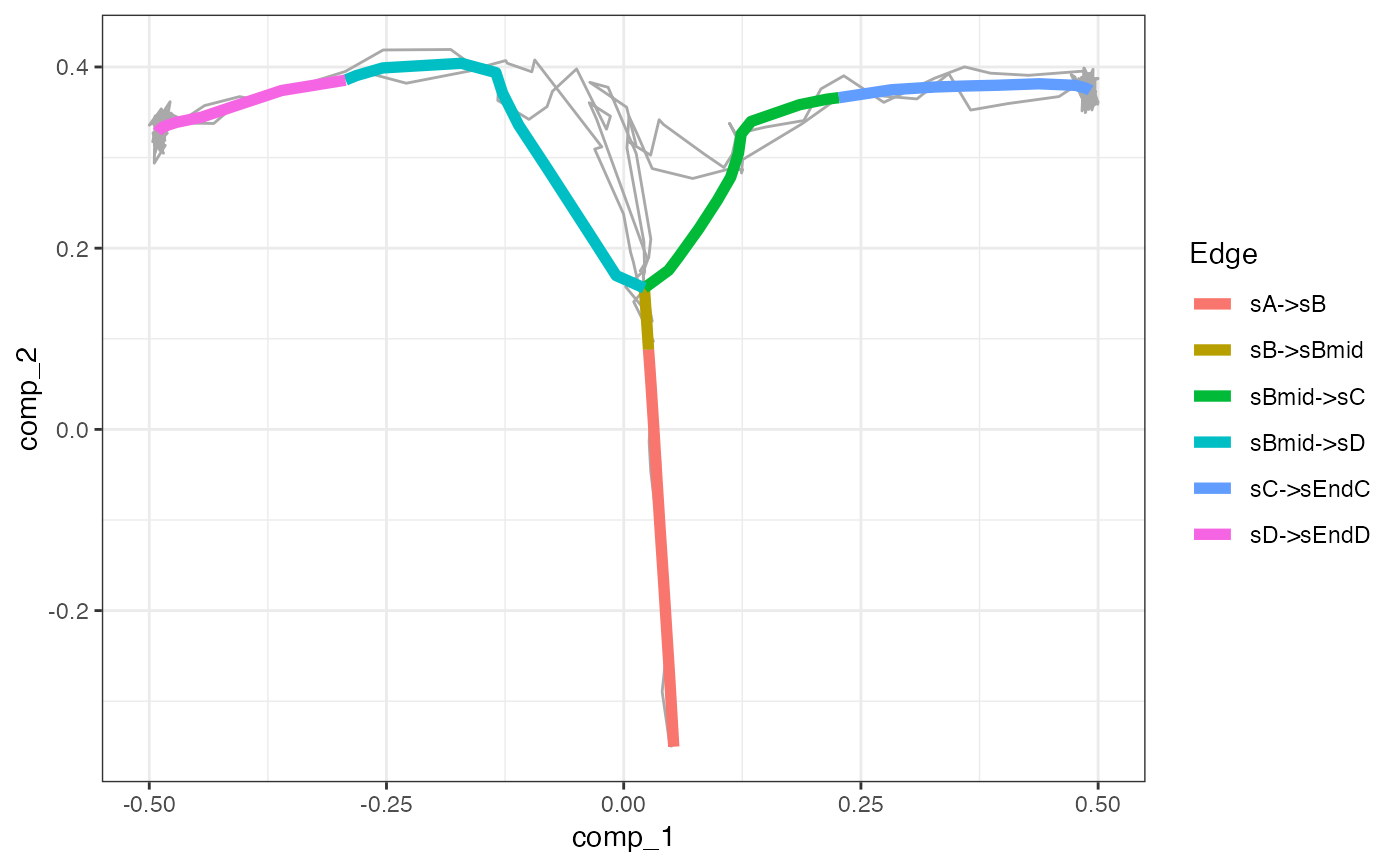 0.4
0.2
0.0
-0.2
comp_2
-0.50
-0.25
0.00
0.25
0.50
comp_1
Edge
sA->sB
sB->sBmid
sBmid->sC
sBmid->sD
sC->sEndC
sD->sEndD